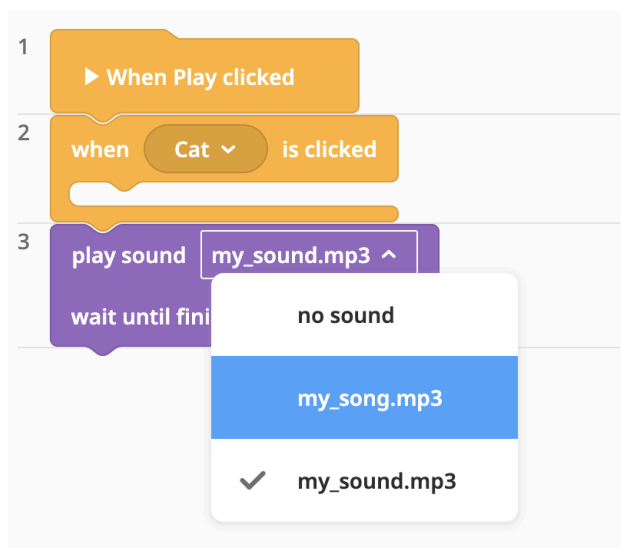 1
When Play clicked
2
when Cat is clicked
3
play sound my_sound.mp3
wait until fini
no sound
my_song.mp3
my_sound.mp3